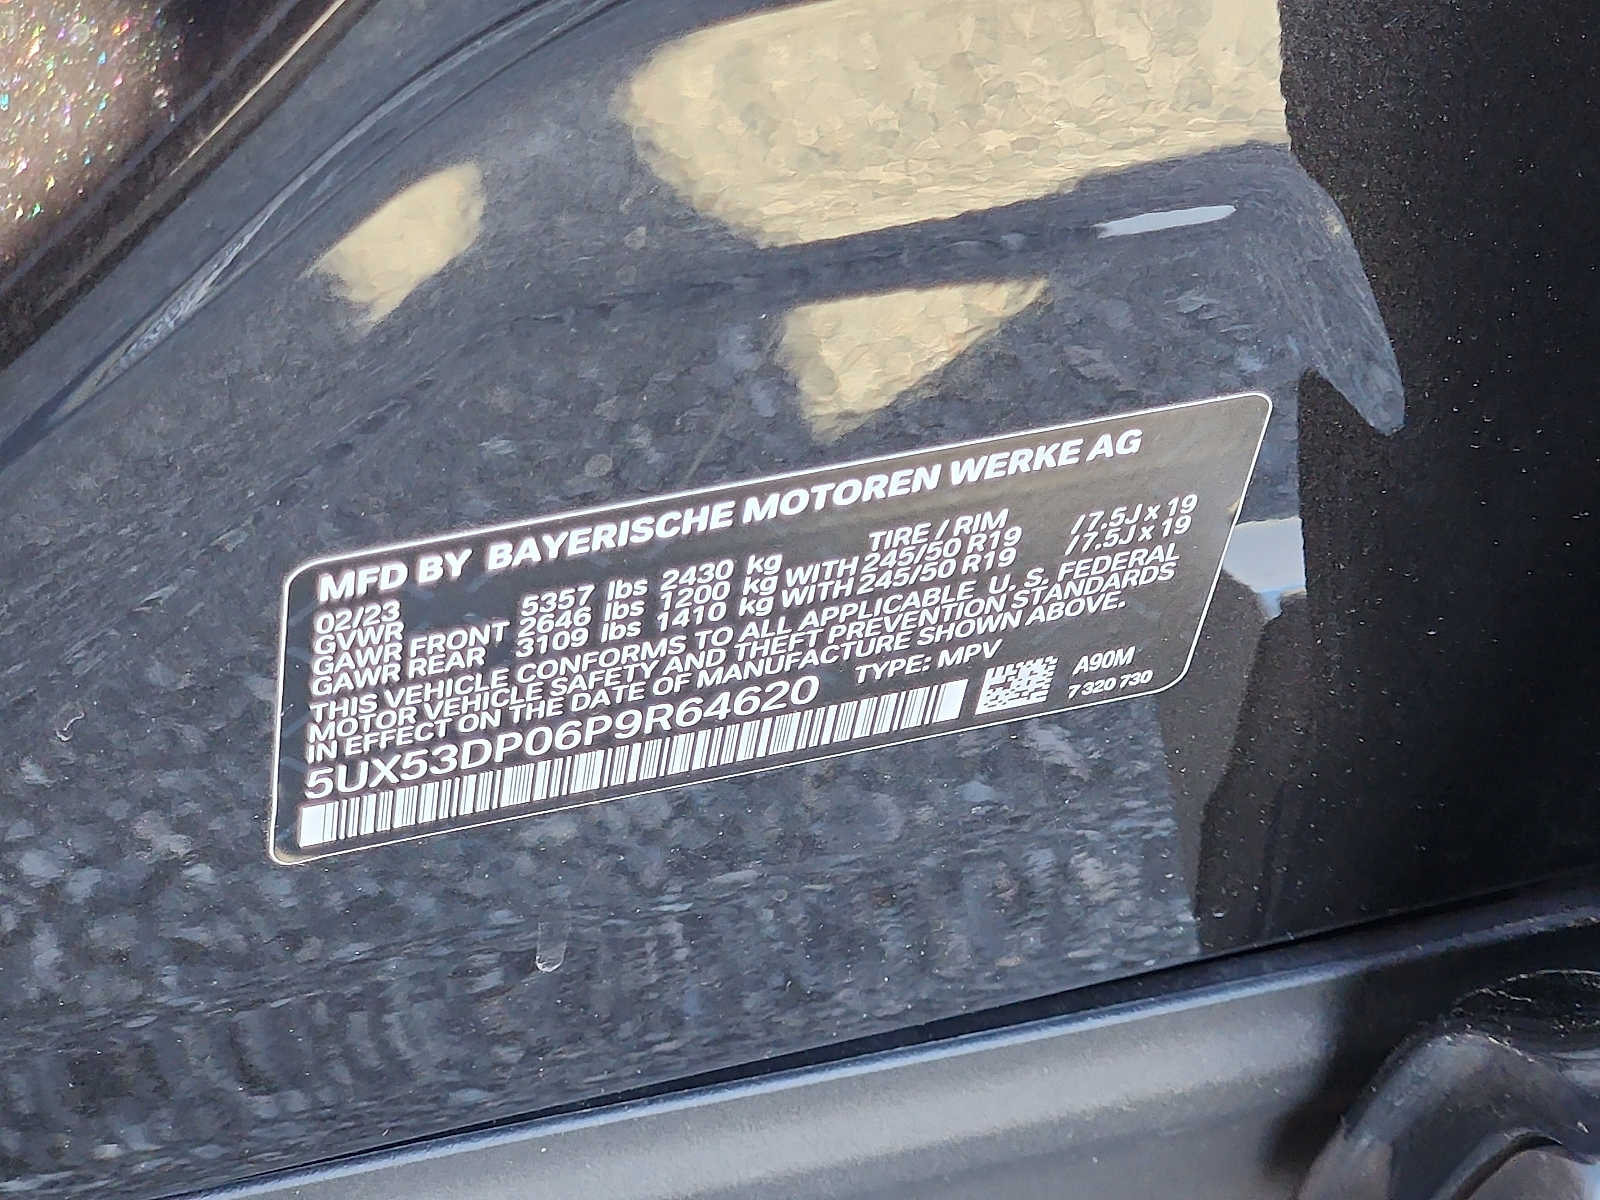 MFD BY BAYERISCHE MOTOREN WERKE AG
02/23 TIRE / RIM
GVWR 5357 lbs 2430 kg
GAWR FRONT 2646 lbs 1200 kg WITH 245/50 R19 / 7.5J x 19
GAWR REAR 3109 lbs 1410 kg WITH 245/50 R19 / 7.5J x 19
THIS VEHICLE CONFORMS TO ALL APPLICABLE U. S. FEDERAL
MOTOR VEHICLE SAFETY AND THEFT PREVENTION STANDARDS
IN EFFECT ON THE DATE OF MANUFACTURE SHOWN ABOVE.
5UX53DP06P9R64620 TYPE: MPV
A90M
7 320 730